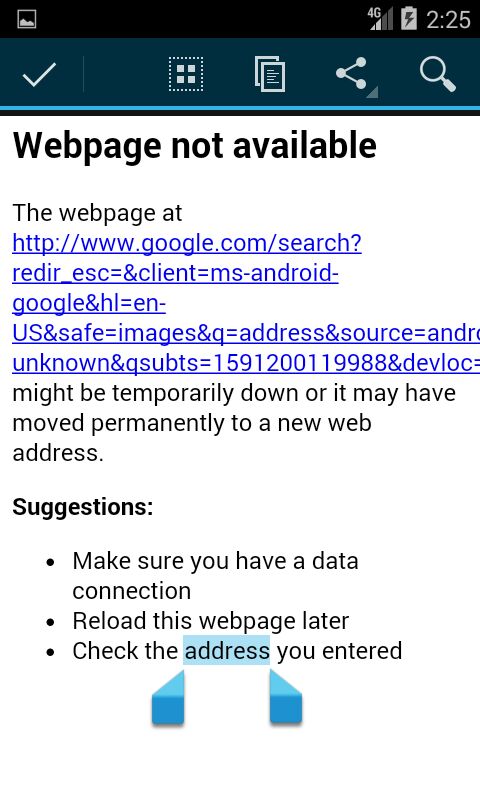 4G 2:25
Webpage not available
The webpage at
http://www.google.com/search?
redir_esc=&client=ms-android-
google&hl=en-
US&safe=images&q=address&source=andro
unknown&qsubts=1591200119988&devloc=
might be temporarily down or it may have
moved permanently to a new web
address.
Suggestions:
• Make sure you have a data
connection
• Reload this webpage later
• Check the address you entered